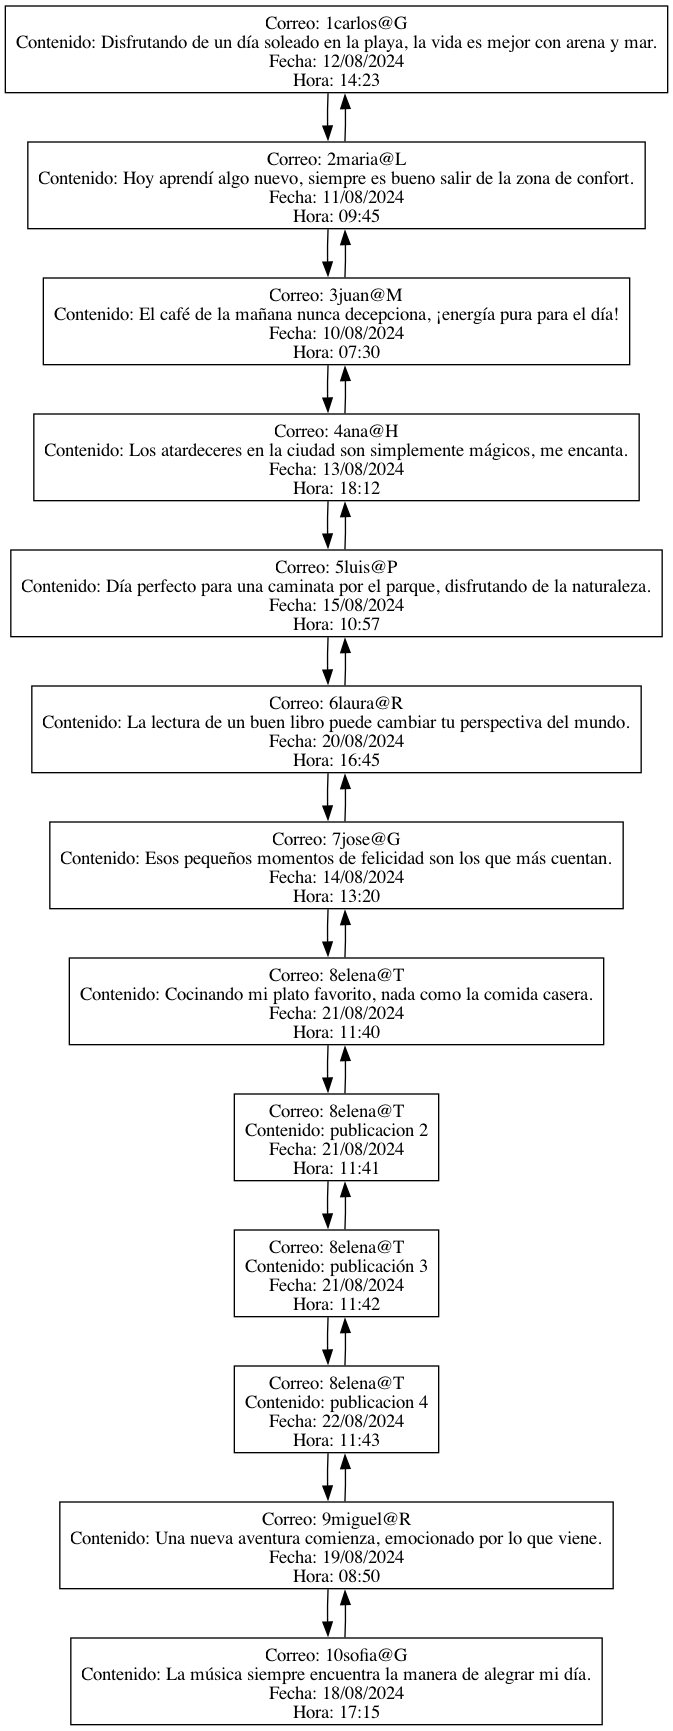 Correo: 1carlos@G
Contenido: Disfrutando de un día soleado en la playa, la vida es mejor con arena y mar.
Fecha: 12/08/2024
Hora: 14:23
Correo: 2maria@L
Contenido: Hoy aprendí algo nuevo, siempre es bueno salir de la zona de confort.
Fecha: 11/08/2024
Hora: 09:45
Correo: 3juan@M
Contenido: El café de la mañana nunca decepciona, ¡energía pura para el día!
Fecha: 10/08/2024
Hora: 07:30
Correo: 4ana@H
Contenido: Los atardeceres en la ciudad son simplemente mágicos, me encanta.
Fecha: 13/08/2024
Hora: 18:12
Correo: 5luis@P
Contenido: Día perfecto para una caminata por el parque, disfrutando de la naturaleza.
Fecha: 15/08/2024
Hora: 10:57
Correo: 6laura@R
Contenido: La lectura de un buen libro puede cambiar tu perspectiva del mundo.
Fecha: 20/08/2024
Hora: 16:45
Correo: 7jose@G
Contenido: Esos pequeños momentos de felicidad son los que más cuentan.
Fecha: 14/08/2024
Hora: 13:20
Correo: 8elena@T
Contenido: Cocinando mi plato favorito, nada como la comida casera.
Fecha: 21/08/2024
Hora: 11:40
Correo: 8elena@T
Contenido: publicacion 2
Fecha: 21/08/2024
Hora: 11:41
Correo: 8elena@T
Contenido: publicación 3
Fecha: 21/08/2024
Hora: 11:42
Correo: 8elena@T
Contenido: publicacion 4
Fecha: 22/08/2024
Hora: 11:43
Correo: 9miguel@R
Contenido: Una nueva aventura comienza, emocionado por lo que viene.
Fecha: 19/08/2024
Hora: 08:50
Correo: 10sofia@G
Contenido: La música siempre encuentra la manera de alegrar mi día.
Fecha: 18/08/2024
Hora: 17:15